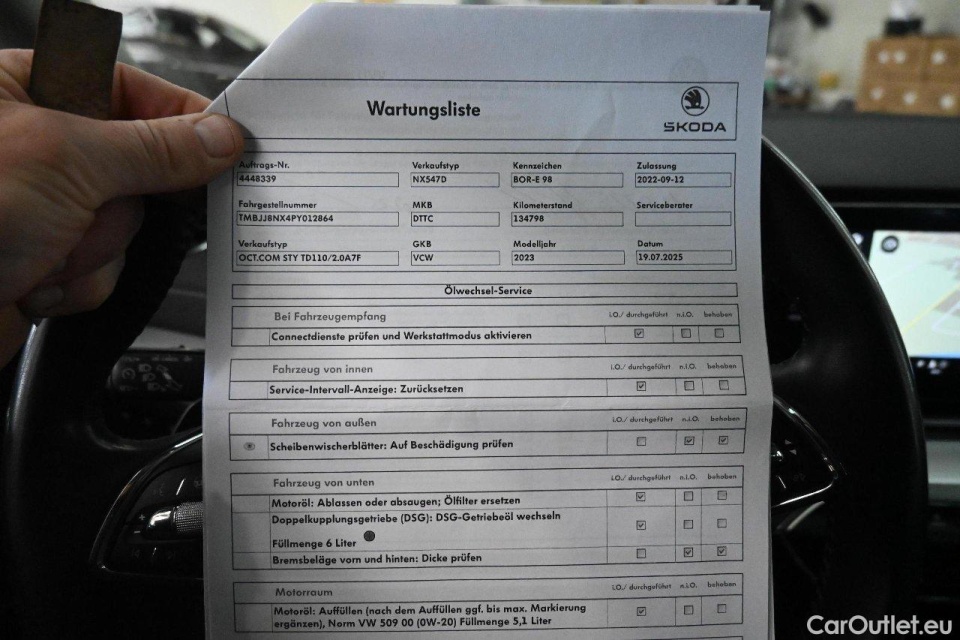 Wartungsliste
SKODA
Auftrags-Nr. Verkaufstyp Kennzeichen Zulassung
4448339 NX547D BOR-E 98 2022-09-12
Fahrgestellnummer MKB Kilometerstand Serviceberater
TMBJJ8NX4PY012864 DTTC 134798
Verkaufstyp GKB Modelljahr Datum
OCT.COM STY TD110/2.0A7F VCW 2023 19.07.2025
Ölwechsel-Service
Bei Fahrzeugempfang i.O./ durchgeführt n.i.O. behoben
Connectdienste prüfen und Werkstattmodus aktivieren
Fahrzeug von innen i.O./ durchgeführt n.i.O. behoben
Service-Intervall-Anzeige: Zurücksetzen
Fahrzeug von außen i.O./ durchgeführt n.i.O. behoben
Scheibenwischerblätter: Auf Beschädigung prüfen
Fahrzeug von unten i.O./ durchgeführt n.i.O. behoben
Motoröl: Ablassen oder absaugen; Ölfilter ersetzen
Doppelkupplungsgetriebe (DSG): DSG-Getriebeöl wechseln
Füllmenge 6 Liter
Bremsbeläge vorn und hinten: Dicke prüfen
Motorraum i.O./ durchgeführt n.i.O. behoben
Motoröl: Auffüllen (nach dem Auffüllen ggf. bis max. Markierung
ergänzen), Norm VW 509 00 (0W-20) Füllmenge 5,1 Liter
CarOutlet.eu